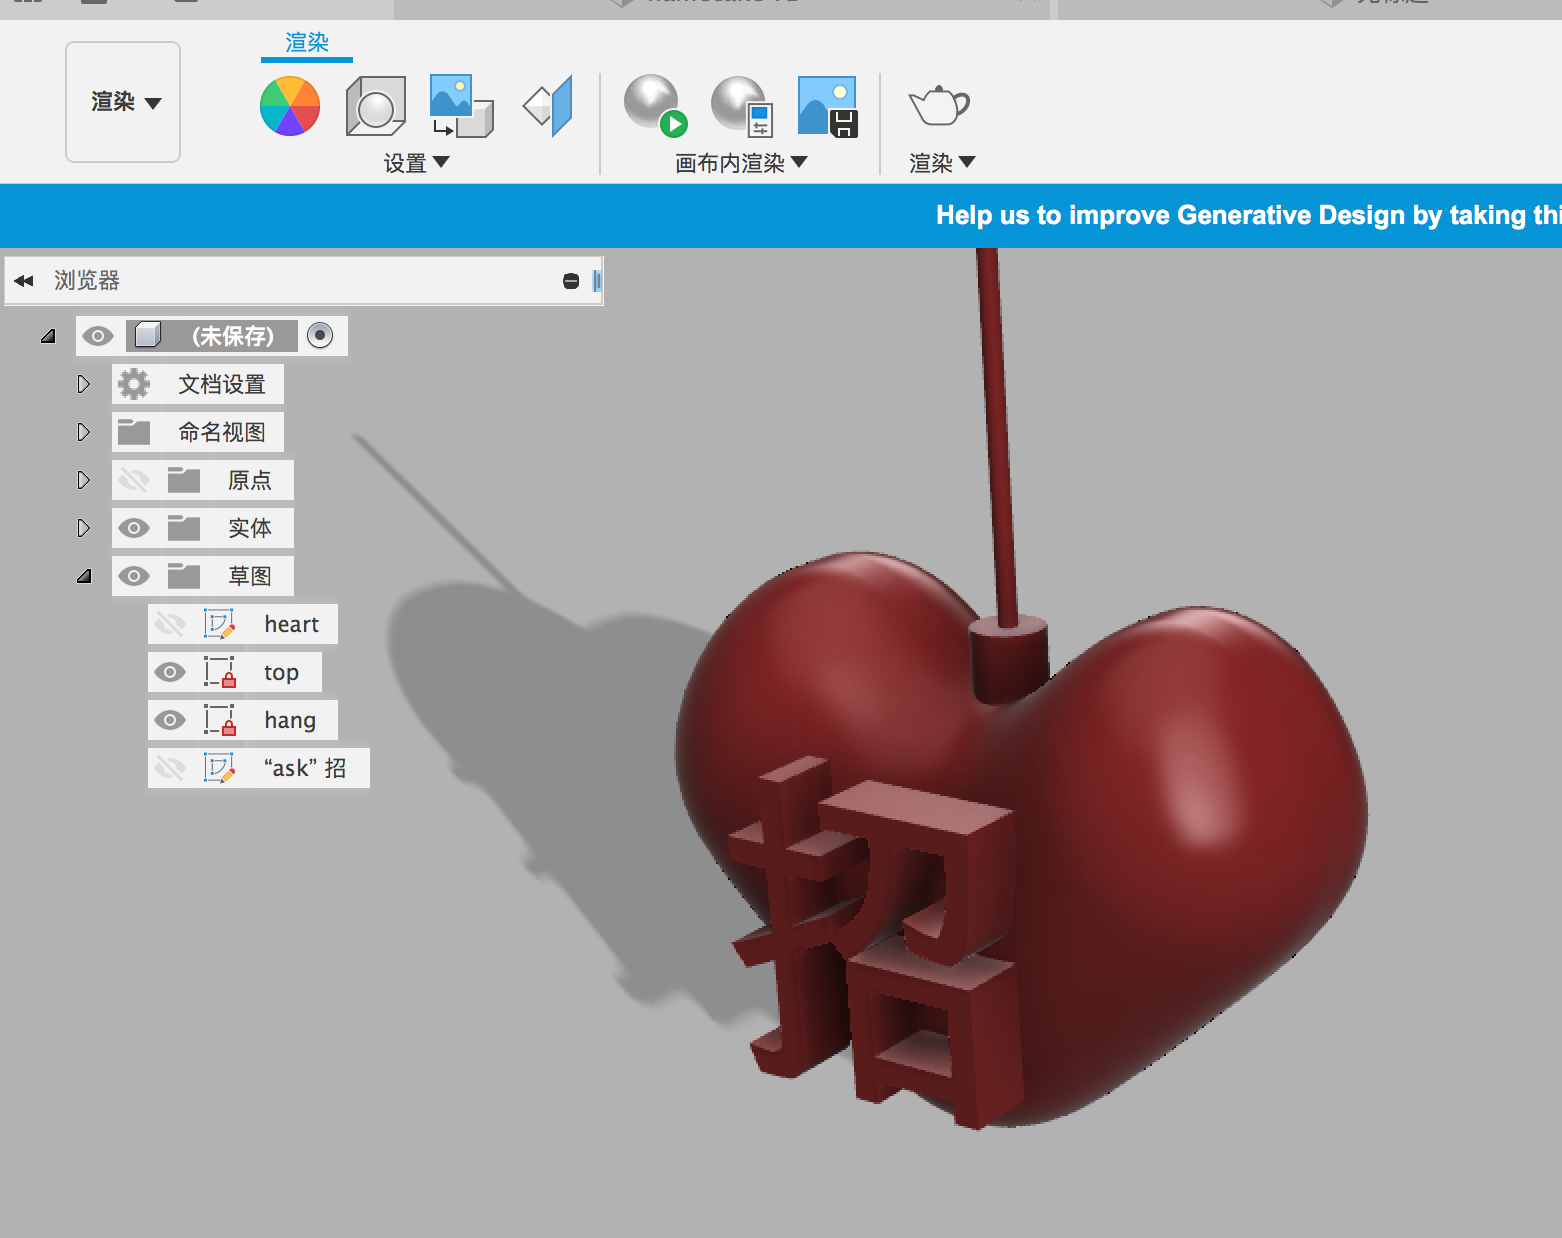 渲染
渲染
设置
画布内渲染
渲染
Help us to improve Generative Design by taking thi
浏览器
(未保存)
文档设置
命名视图
原点
实体
草图
heart
top
hang
“ask” 招
招